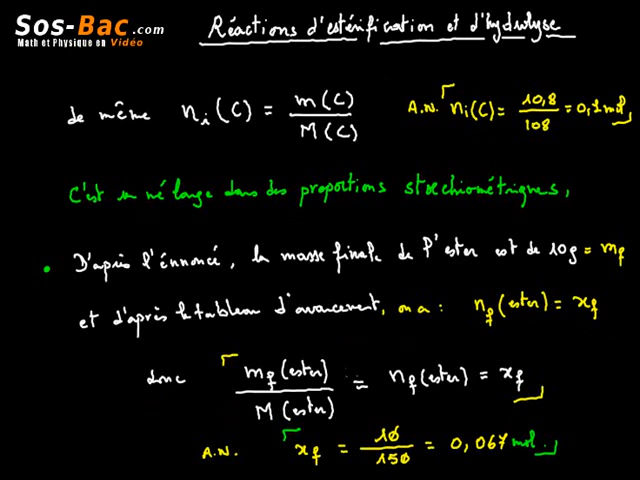 Sos-Bac.com
Math et Physique en Vidéo
Réactions d'estérification et d'hydrolyse
de même n_i(C) = m(C) / M(C) A.N. n_i(C) = 10,8 / 108 = 0,1 mol
C'est un mélange dans des proportions stœchiométriques,
• D'après l'énnoncé, la masse finale de l'ester est de 10g = m_f
et d'après le tableau d'avancement, on a : n_f(ester) = x_f
donc m_f(ester) / M(ester) = n_f(ester) = x_f
A.N. x_f = 10 / 150 = 0,067 mol.